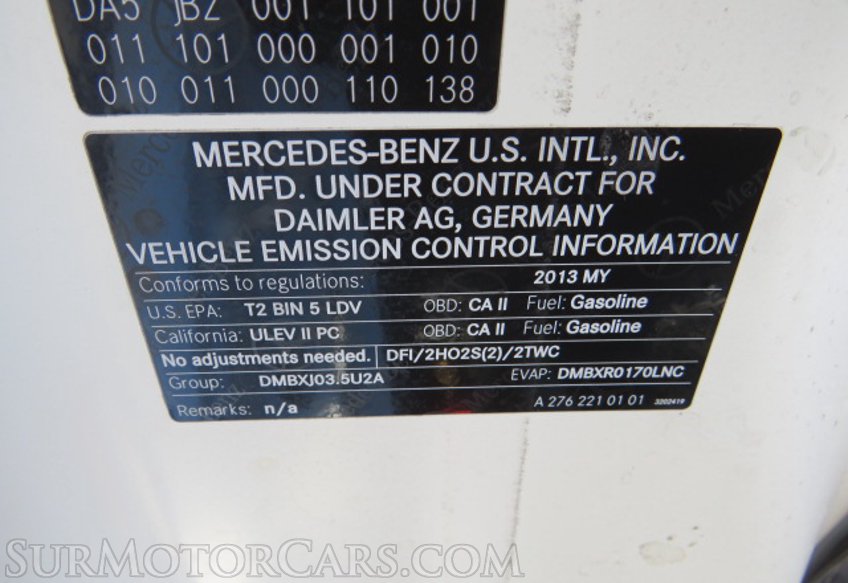 DA5 JBZ 001 101 001
011 101 000 001 010
010 011 000 110 138
MERCEDES-BENZ U.S. INTL., INC.
MFD. UNDER CONTRACT FOR
DAIMLER AG, GERMANY
VEHICLE EMISSION CONTROL INFORMATION
Conforms to regulations: 2013 MY
U.S. EPA: T2 BIN 5 LDV OBD: CA II Fuel: Gasoline
California: ULEV II PC OBD: CA II Fuel: Gasoline
No adjustments needed. DFI/2HO2S(2)/2TWC
Group: DMBXJ03.5U2A EVAP: DMBXR0170LNC
Remarks: n/a A 276 221 01 01 3202419
SurMotorCars.com